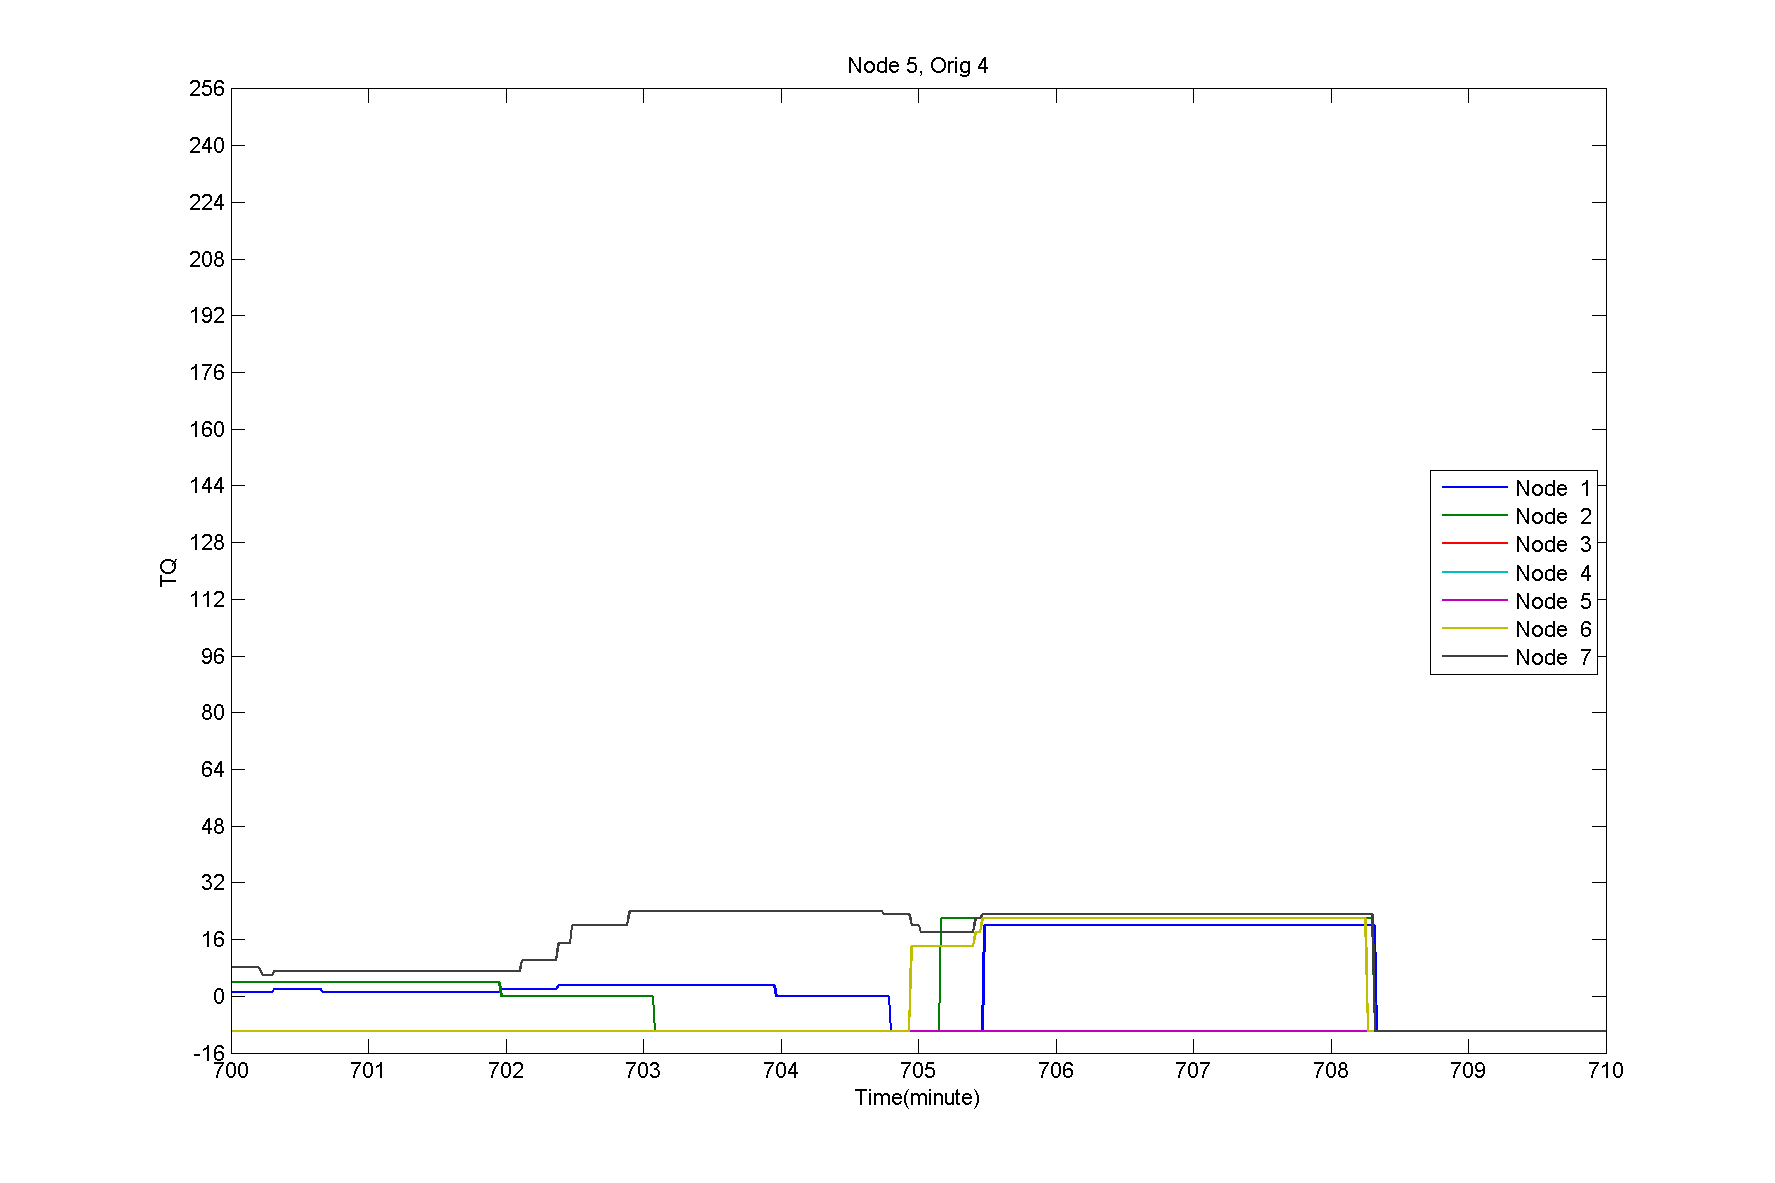 Node 5, Orig 4
256
240
224
208
192
176
160
144
128
112
96
80
64
48
32
16
0
-16
TQ
Node 1
Node 2
Node 3
Node 4
Node 5
Node 6
Node 7
700 701 702 703 704 705 706 707 708 709 710
Time(minute)